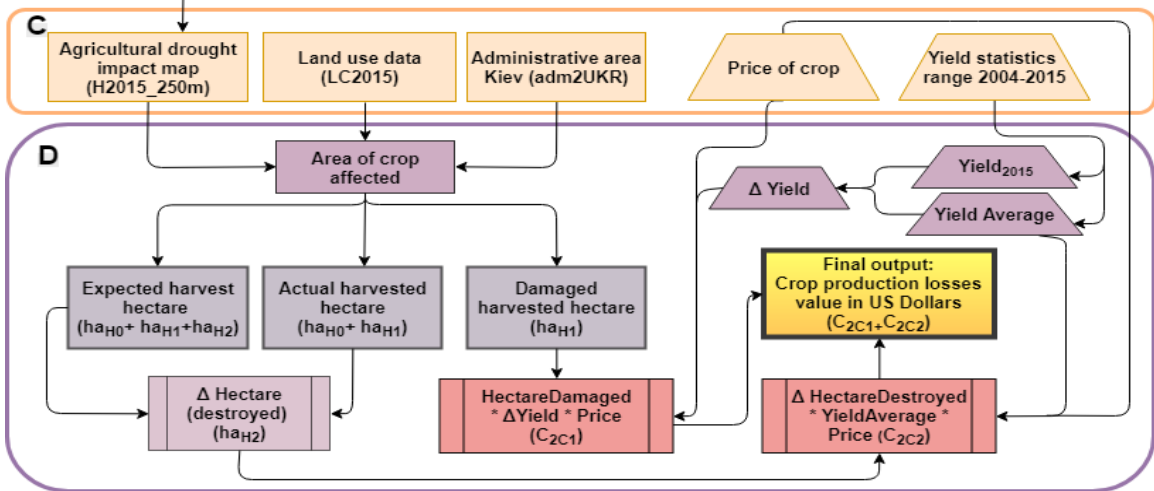 C
Agricultural drought
impact map
(H2015_250m)
Land use data
(LC2015)
Administrative area
Kiev (adm2UKR)
Price of crop
Yield statistics
range 2004-2015
D
Area of crop
affected
Δ Yield
Yield2015
Yield Average
Expected harvest
hectare
(haH0+ haH1+haH2)
Actual harvested
hectare
(haH0+ haH1)
Damaged
harvested hectare
(haH1)
Final output:
Crop production losses
value in US Dollars
(C2C1+C2C2)
Δ Hectare
(destroyed)
(haH2)
HectareDamaged
* ΔYield * Price
(C2C1)
Δ HectareDestroyed
* YieldAverage *
Price (C2C2)